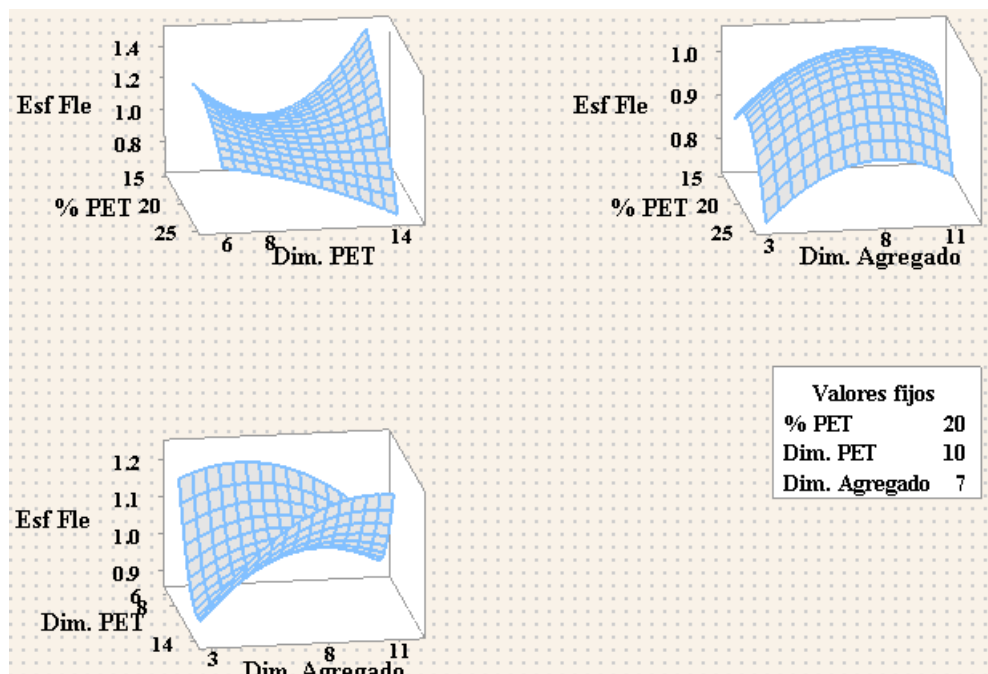 1.4
1.2
Esf Fle 1.0
0.8
15
% PET 20
25
6 8 14
Dim. PET
1.0
Esf Fle 0.9
0.8
15
% PET 20
25
3 8 11
Dim. Agregado
Valores fijos
% PET 20
Dim. PET 10
Dim. Agregado 7
1.2
1.1
Esf Fle 1.0
0.9
6
8
Dim. PET
14
3 8 11
Dim. Agregado